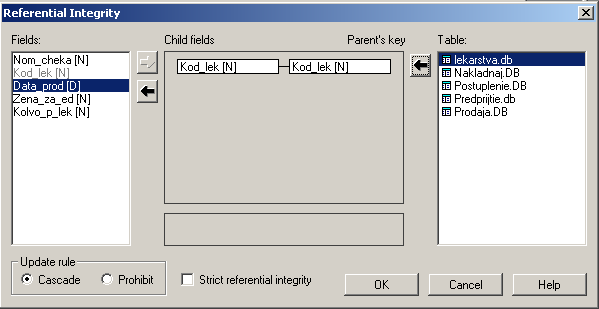 Referential Integrity
Fields:
Child fields
Parent's key
Table:
Nom_cheka [N]
Kod_lek [N]
Data_prod [D]
Zena_za_ed [N]
Kolvo_p_lek [N]
Kod_lek [N]
Kod_lek [N]
lekarstva.db
Nakladnaj.DB
Postuplenie.DB
Predprijtie.db
Prodaja.DB
Update rule
Cascade
Prohibit
Strict referential integrity
OK
Cancel
Help